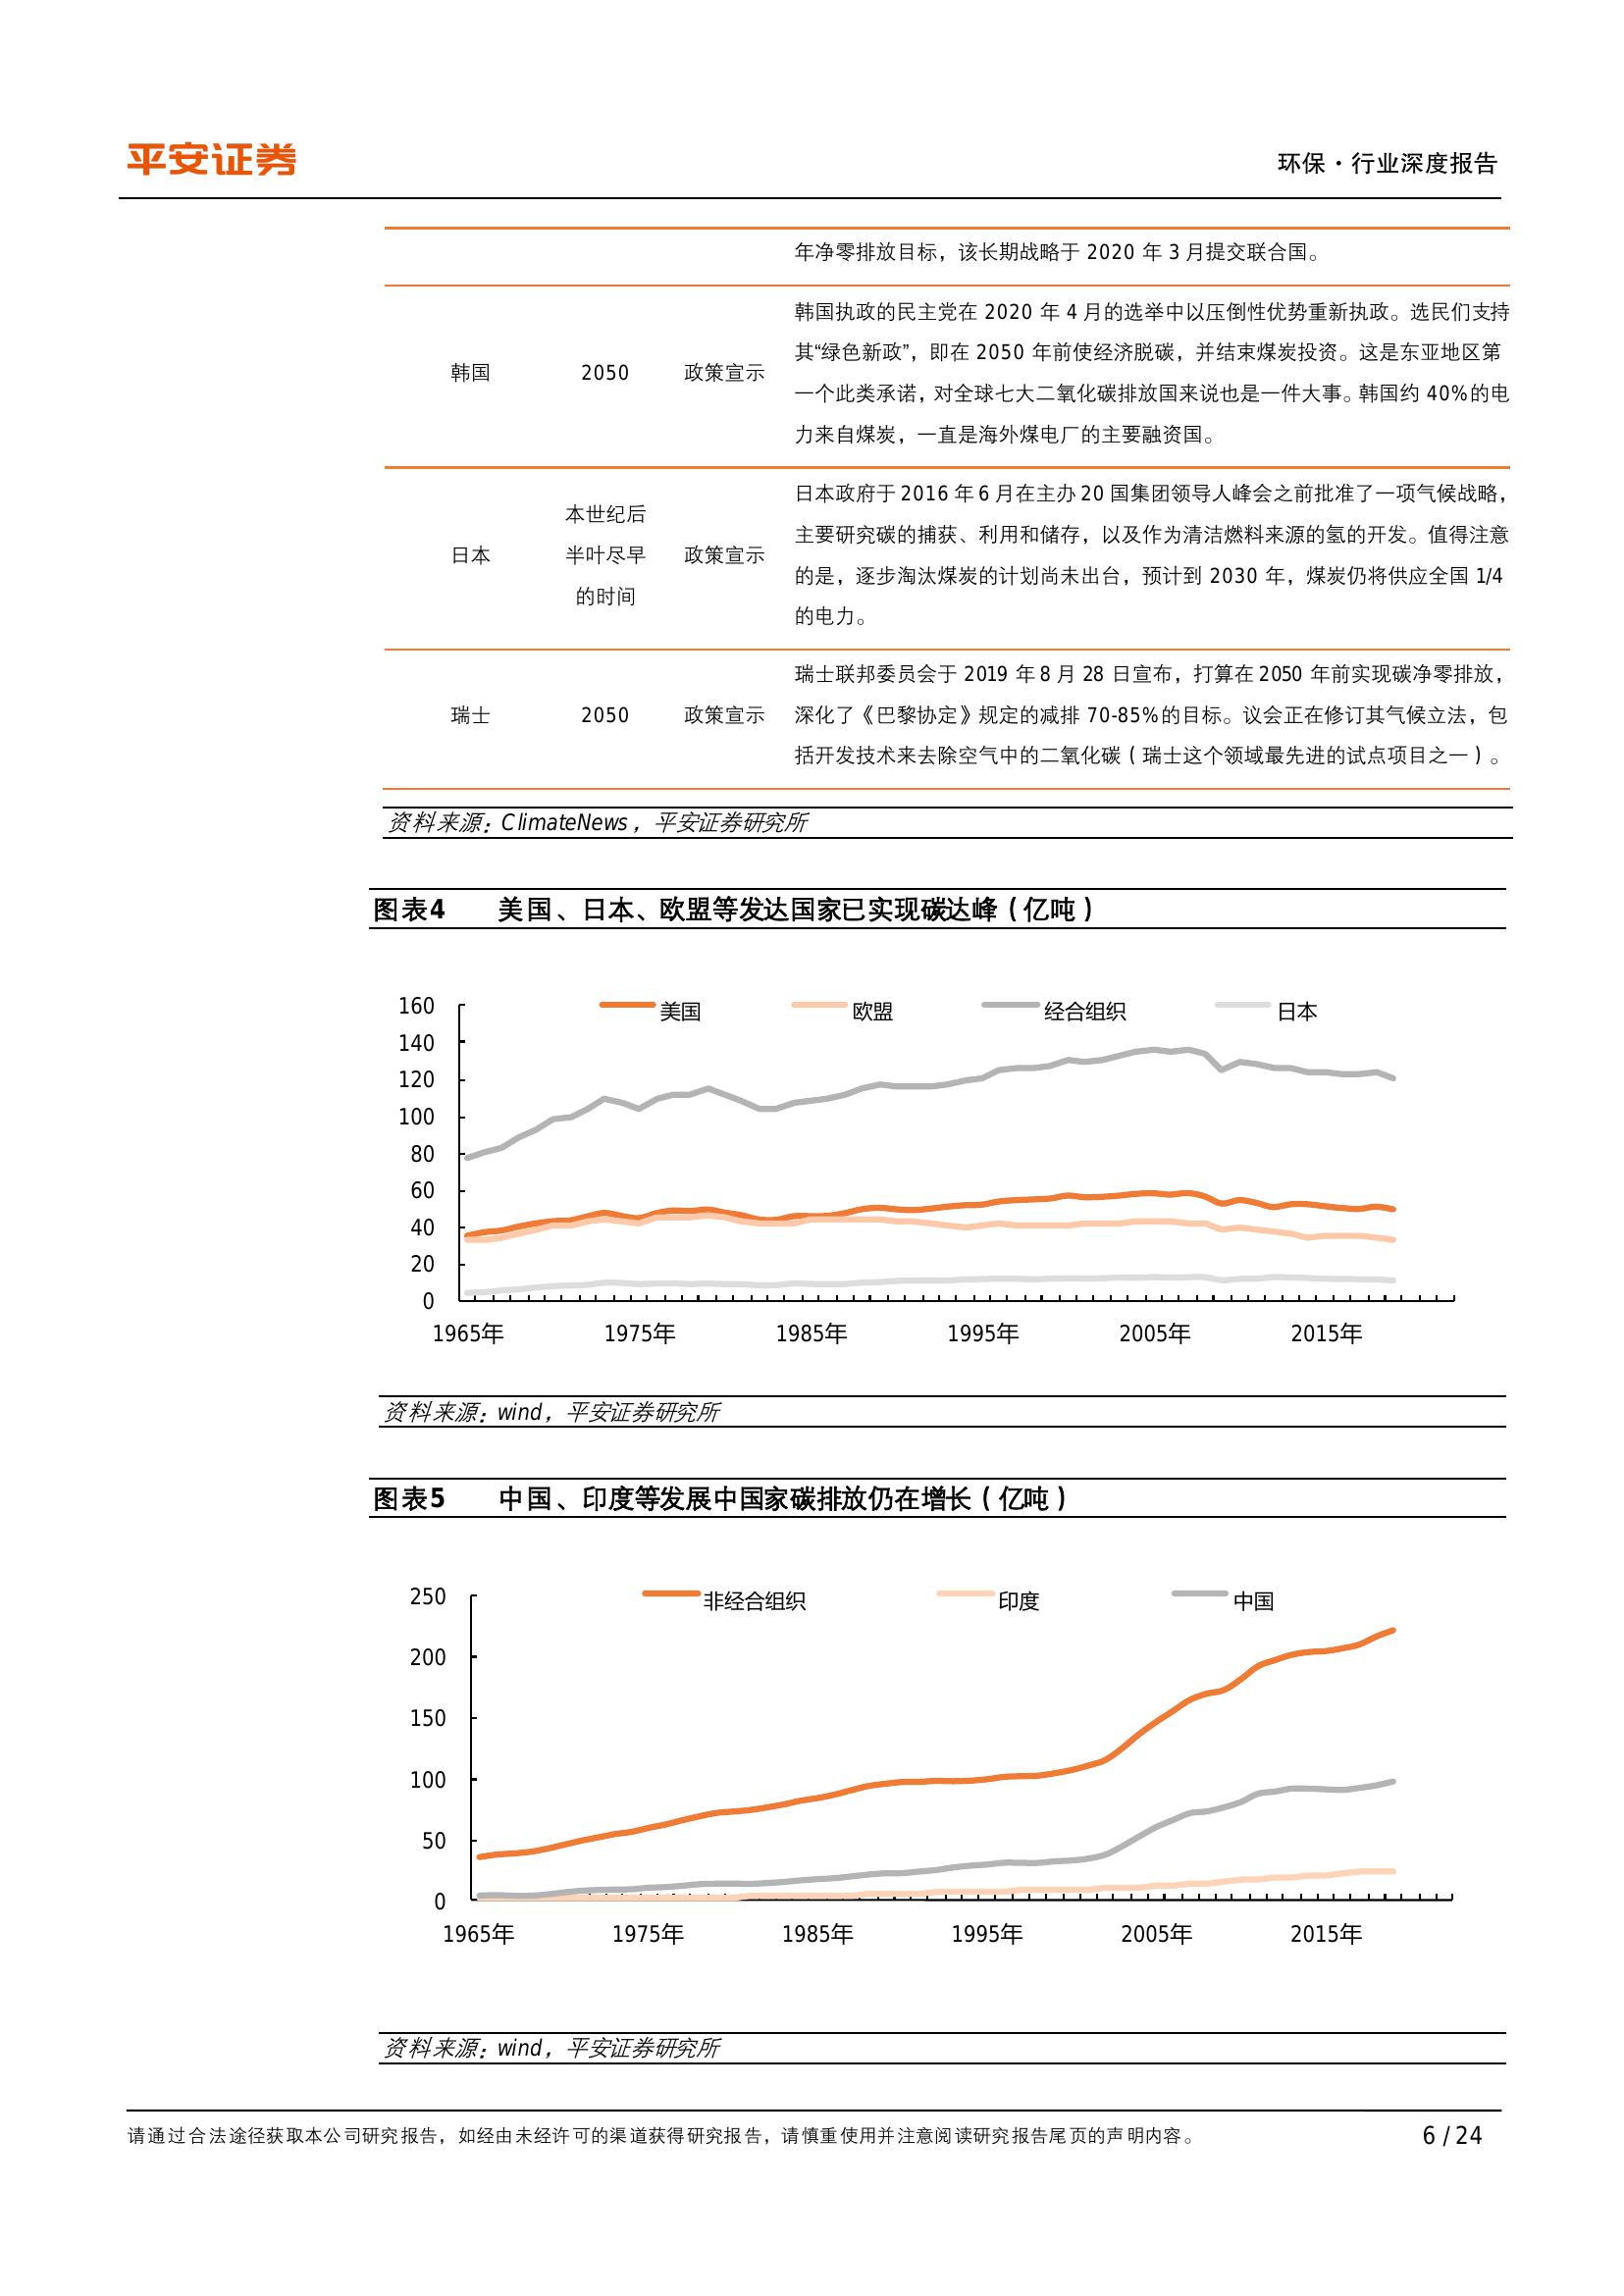 平安证券
环保·行业深度报告
年净零排放目标，该长期战略于 2020 年 3 月提交联合国。
韩国执政的民主党在 2020 年 4 月的选举中以压倒性优势重新执政。选民们支持
其“绿色新政”，即在 2050 年前使经济脱碳，并结束煤炭投资。这是东亚地区第
韩国 2050 政策宣示
一个此类承诺，对全球七大二氧化碳排放国来说也是一件大事。韩国约 40%的电
力来自煤炭，一直是海外煤电厂的主要融资国。
日本政府于 2016 年 6 月在主办 20 国集团领导人峰会之前批准了一项气候战略，
本世纪后
主要研究碳的捕获、利用和储存，以及作为清洁燃料来源的氢的开发。值得注意
日本 半叶尽早 政策宣示
的是，逐步淘汰煤炭的计划尚未出台，预计到 2030 年，煤炭仍将供应全国 1/4
的时间
的电力。
瑞士联邦委员会于 2019 年 8 月 28 日宣布，打算在 2050 年前实现碳净零排放，
瑞士 2050 政策宣示 深化了《巴黎协定》规定的减排 70-85%的目标。议会正在修订其气候立法，包
括开发技术来去除空气中的二氧化碳（瑞士这个领域最先进的试点项目之一）。
资料来源：ClimateNews，平安证券研究所
图表4 美国、日本、欧盟等发达国家已实现碳达峰（亿吨）
美国 欧盟 经合组织 日本
160
140
120
100
80
60
40
20
0
1965年 1975年 1985年 1995年 2005年 2015年
资料来源：wind，平安证券研究所
图表5 中国、印度等发展中国家碳排放仍在增长（亿吨）
非经合组织 印度 中国
250
200
150
100
50
0
1965年 1975年 1985年 1995年 2005年 2015年
资料来源：wind，平安证券研究所
请通过合法途径获取本公司研究报告，如经由未经许可的渠道获得研究报告，请慎重使用并注意阅读研究报告尾页的声明内容。
6 / 24